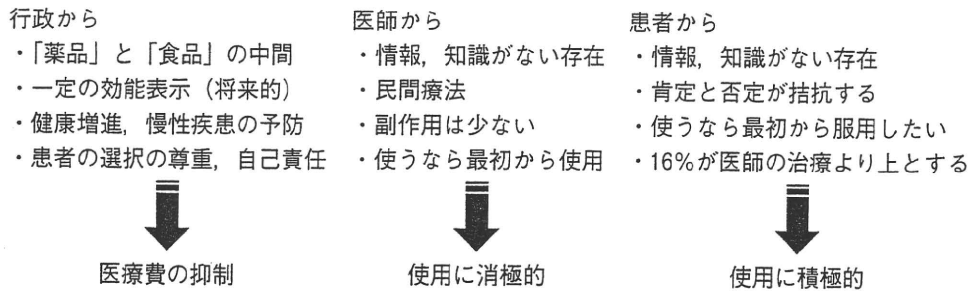 行政から
・「薬品」と「食品」の中間
・一定の効能表示（将来的）
・健康増進，慢性疾患の予防
・患者の選択の尊重，自己責任
医療費の抑制
医師から
・情報，知識がない存在
・民間療法
・副作用は少ない
・使うなら最初から使用
使用に消極的
患者から
・情報，知識がない存在
・肯定と否定が拮抗する
・使うなら最初から服用したい
・16%が医師の治療より上とする
使用に積極的